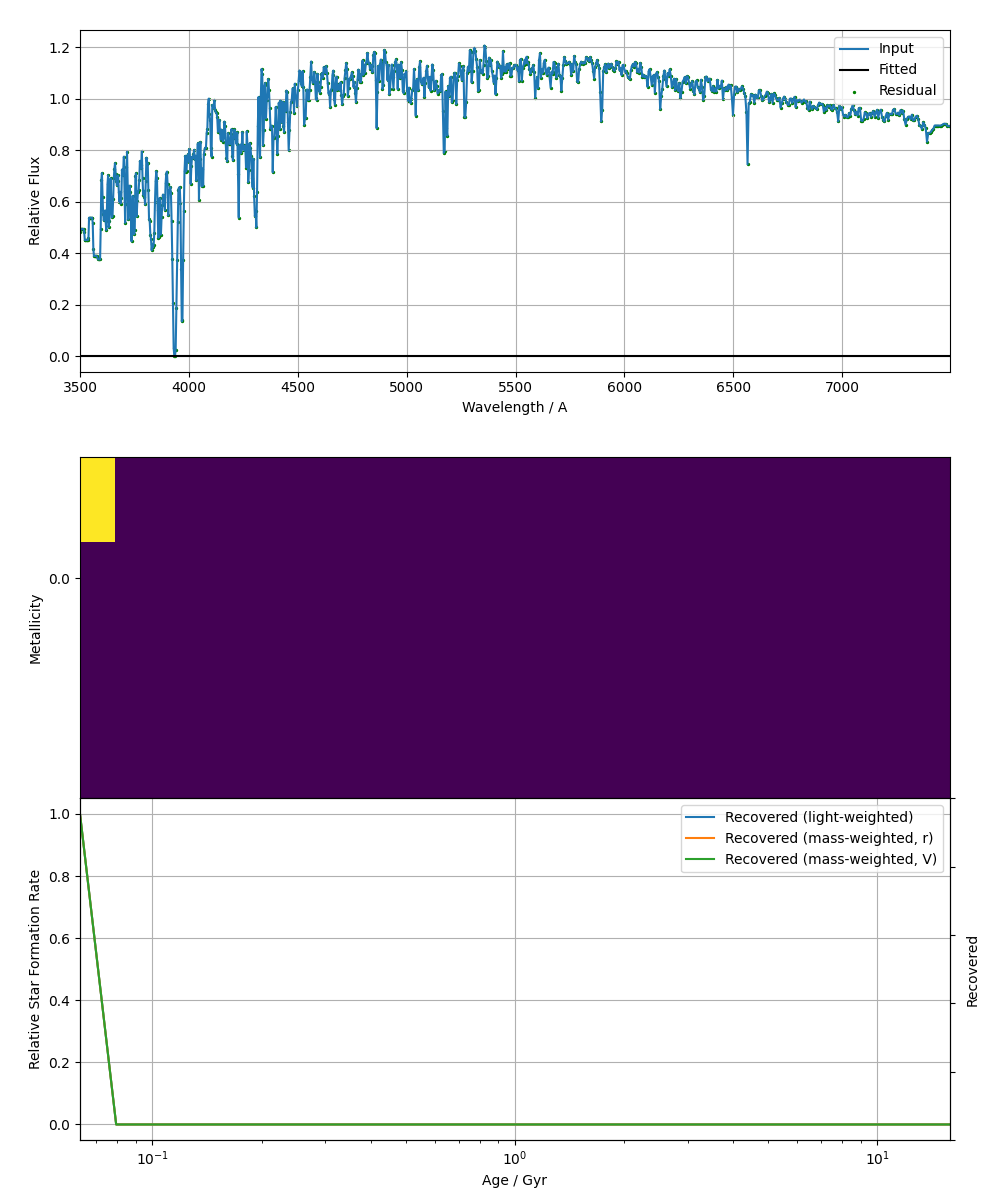 Relative Flux
1.2
1.0
0.8
0.6
0.4
0.2
0.0
Input
Fitted
Residual
3500 4000 4500 5000 5500 6000 6500 7000
Wavelength / A
Metallicity
0.0
Relative Star Formation Rate
1.0
0.8
0.6
0.4
0.2
0.0
Recovered (light-weighted)
Recovered (mass-weighted, r)
Recovered (mass-weighted, V)
Recovered
10⁻¹ 10⁰ 10¹
Age / Gyr